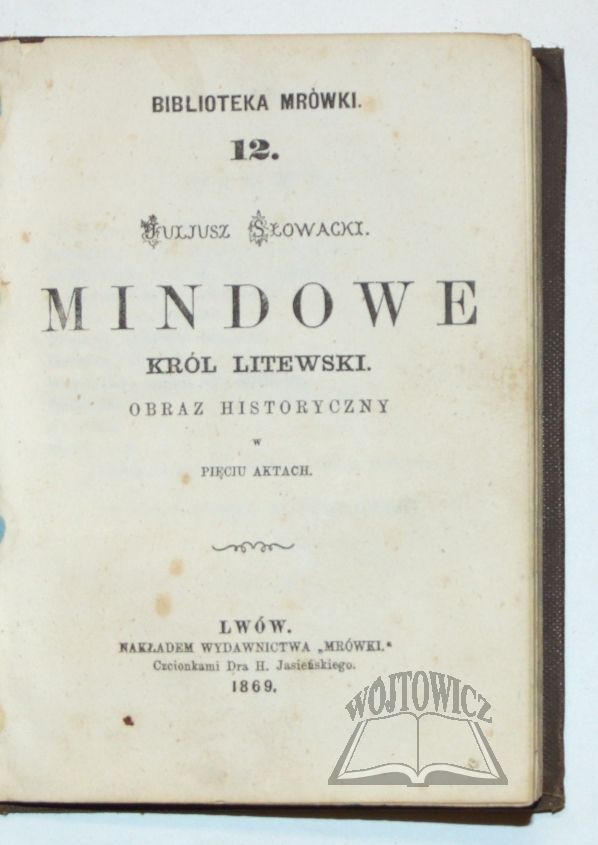 BIBLIOTEKA MRÓWKI.
12.
JULJUSZ SŁOWACKI.
MINDOWE
KRÓL LITEWSKI.
OBRAZ HISTORYCZNY
W
PIĘCIU AKTACH.
LWÓW.
NAKŁADEM WYDAWNICTWA „MRÓWKI.“
Czcionkami Dra H. Jasieńskiego.
1869.
WÓJTOWICZ